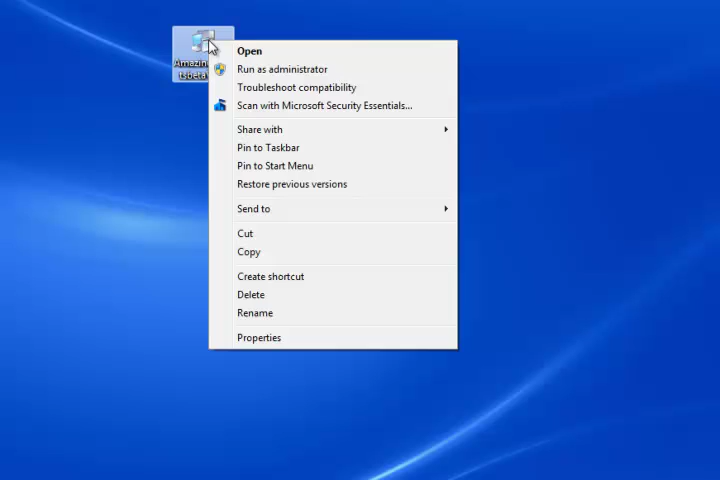 Open
Run as administrator
Troubleshoot compatibility
Scan with Microsoft Security Essentials...
Share with
Pin to Taskbar
Pin to Start Menu
Restore previous versions
Send to
Cut
Copy
Create shortcut
Delete
Rename
Properties